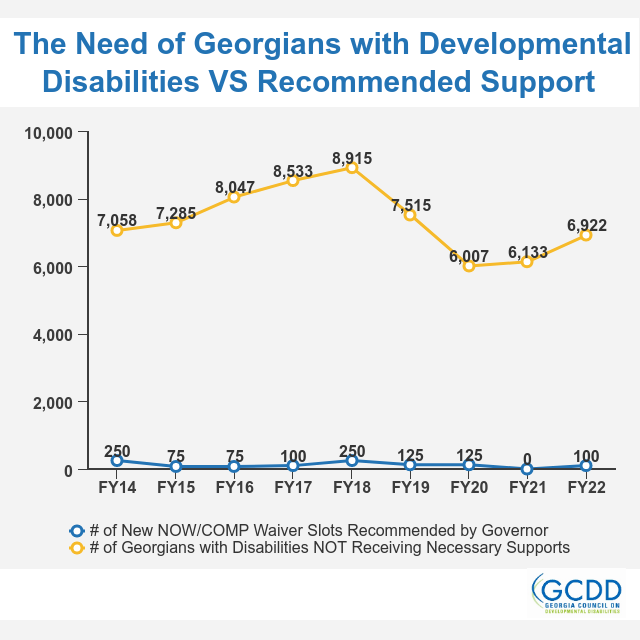 The Need of Georgians with Developmental
Disabilities VS Recommended Support
10,000
8,000
6,000
4,000
2,000
0
7,058
7,285
8,047
8,533
8,915
7,515
6,007
6,133
6,922
250
75
75
100
250
125
125
0
100
FY14
FY15
FY16
FY17
FY18
FY19
FY20
FY21
FY22
# of New NOW/COMP Waiver Slots Recommended by Governor
# of Georgians with Disabilities NOT Receiving Necessary Supports
GCDD
GEORGIA COUNCIL ON
DEVELOPMENTAL DISABILITIES